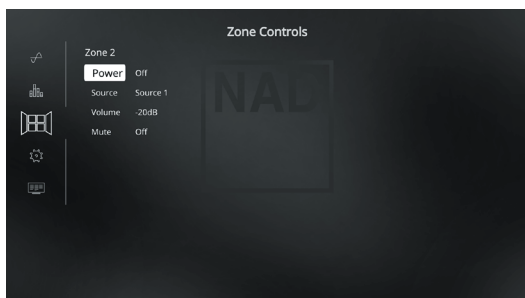 Zone Controls
Zone 2
Power Off
Source Source 1
Volume -20dB
Mute Off
NAD